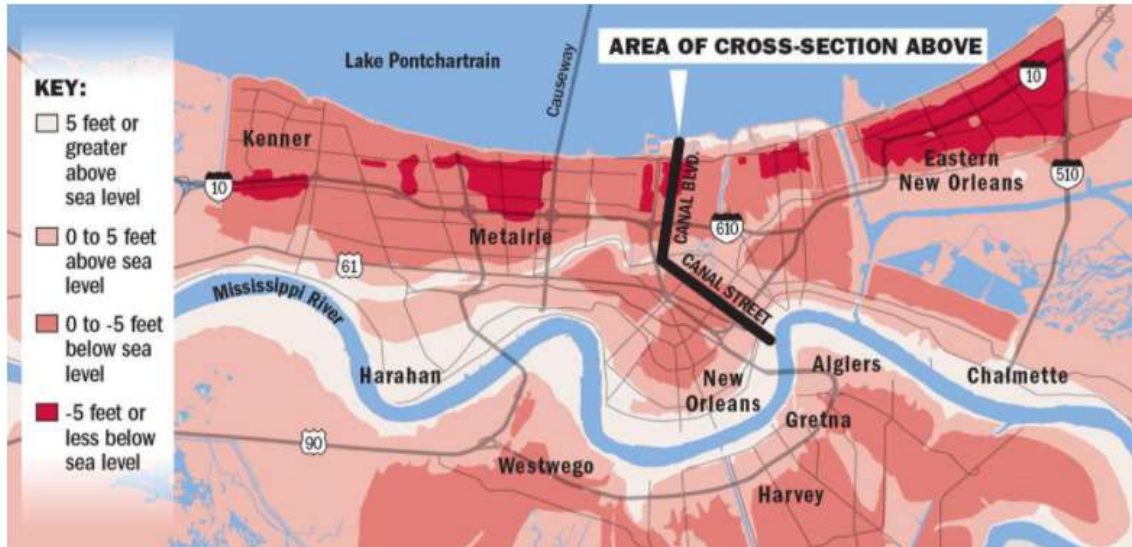 AREA OF CROSS-SECTION ABOVE
Lake Pontchartrain
Causeway
KEY:
5 feet or
greater
above
sea level
0 to 5 feet
above sea
level
0 to -5 feet
below sea
level
-5 feet or
less below
sea level
Kenner
10
10
Eastern
New Orleans
510
CANAL BLVD.
610
Metairie
61
CANAL STREET
Mississippi River
Harahan
New
Orleans
Algiers
Chalmette
Gretna
90
Westwego
Harvey